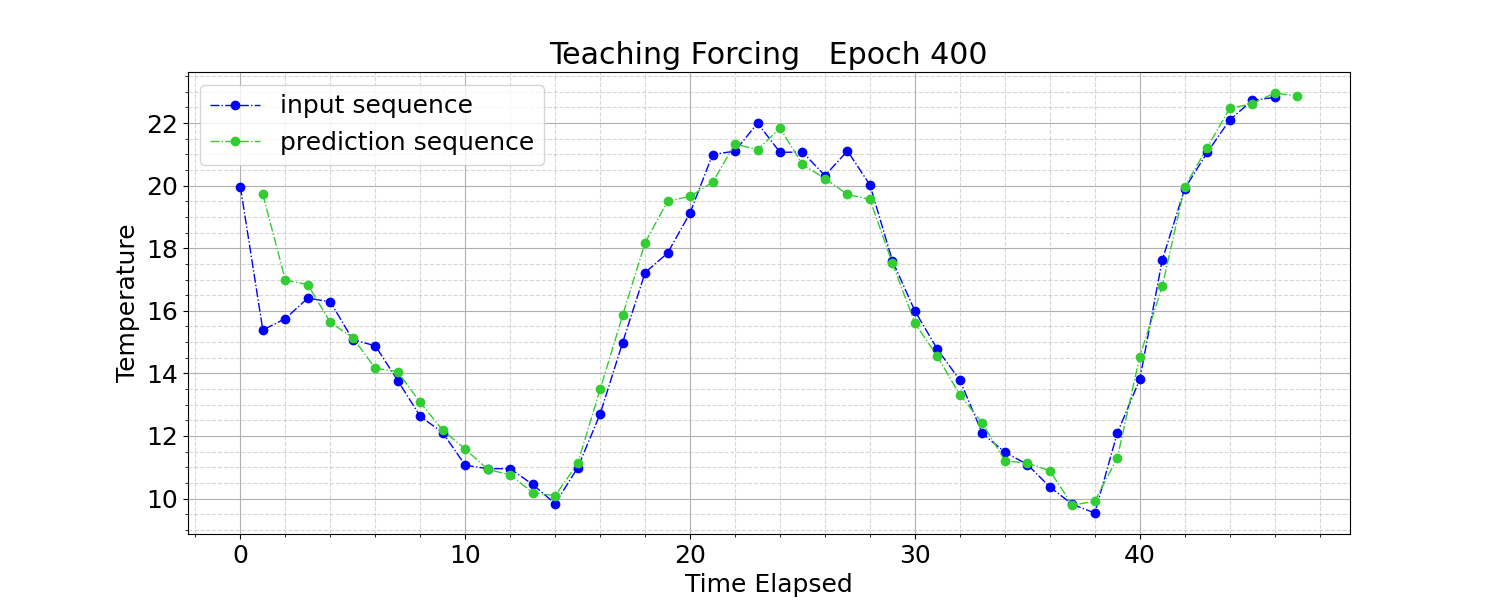 Teaching Forcing   Epoch 400
input sequence
prediction sequence
Temperature
22
20
18
16
14
12
10
0 10 20 30 40
Time Elapsed